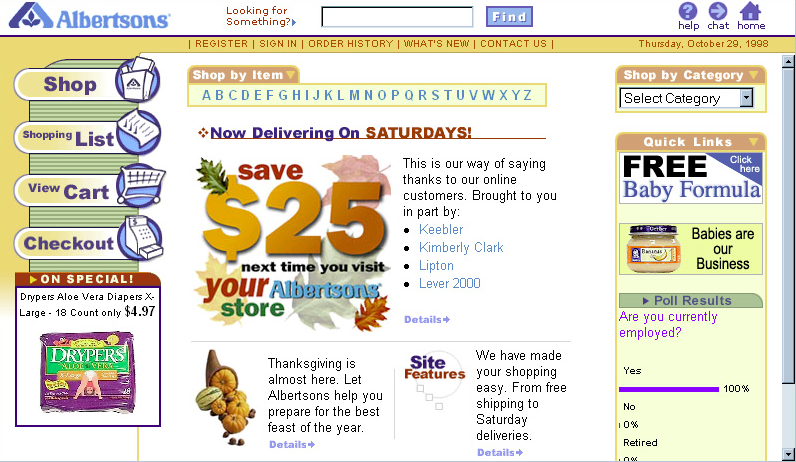 Albertsons
Looking for
Something?
Find
help chat home
| REGISTER | SIGN IN | ORDER HISTORY | WHAT'S NEW | CONTACT US |
Thursday, October 29, 1998
Shop
Shopping List
View Cart
Checkout
ON SPECIAL!
Drypers Aloe Vera Diapers X-
Large - 18 Count only $4.97
DRYPERS
ALOE VERA
Shop by Item
A B C D E F G H I J K L M N O P Q R S T U V W X Y Z
Now Delivering On SATURDAYS!
save
$25
next time you visit
your Albertsons
store
This is our way of saying
thanks to our online
customers. Brought to you
in part by:
Keebler
Kimberly Clark
Lipton
Lever 2000
Details
Thanksgiving is
almost here. Let
Albertsons help you
prepare for the best
feast of the year.
Details
Site
Features
We have made
your shopping
easy. From free
shipping to
Saturday
deliveries.
Details
Shop by Category
Select Category
Quick Links
FREE
Click
here
Baby Formula
Gerber
Bananas
Babies are
our
Business
Poll Results
Are you currently
employed?
Yes
100%
No
0%
Retired
0%